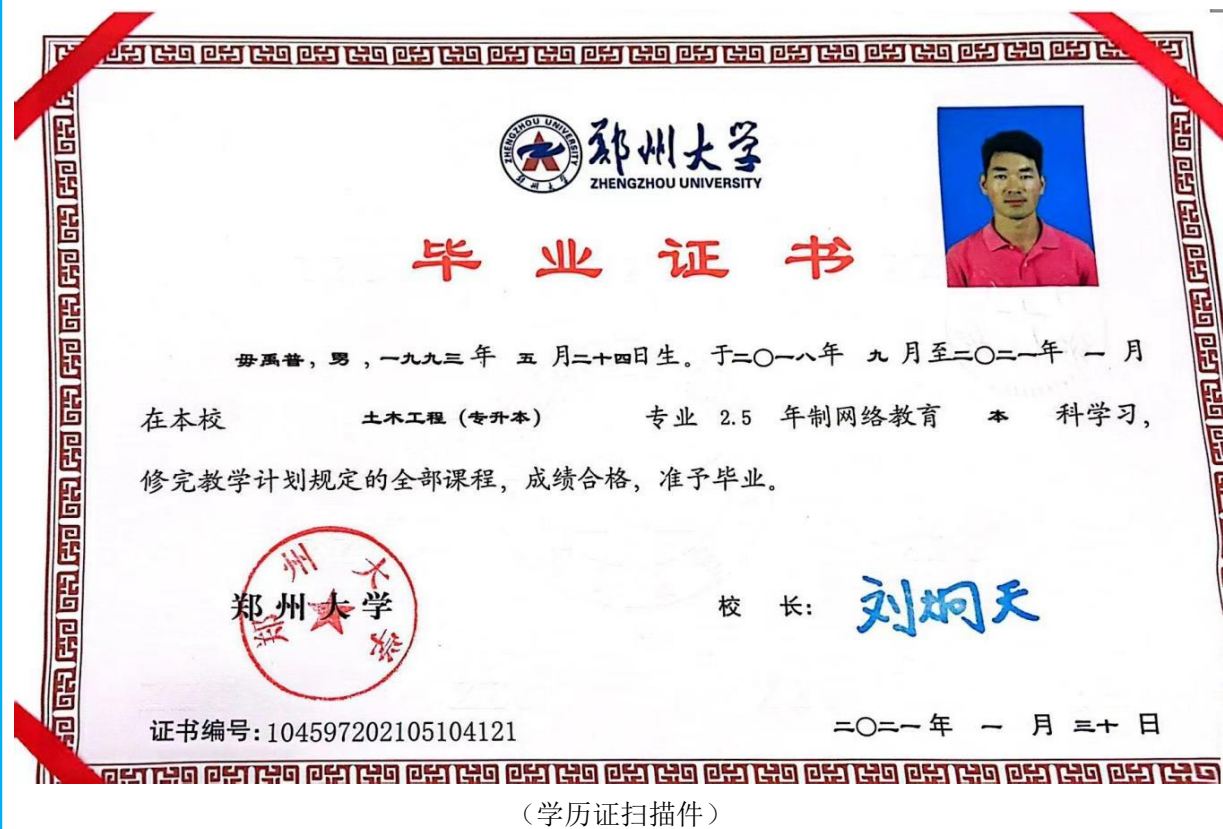 ZHENGZHOU UNIVERSITY
郑州大学
ZHENGZHOU UNIVERSITY
毕业证书
毋禹普，男，一九九三年 五 月二十四日生。于二〇一八年 九 月至二〇二一年 一 月
在本校 土木工程（专升本） 专业 2.5 年制网络教育 本 科学习，
修完教学计划规定的全部课程，成绩合格，准予毕业。
郑州大学
郑州大学
校 长: 刘炯天
证书编号:104597202105104121
二〇二一年 一 月 三十 日
（学历证扫描件）